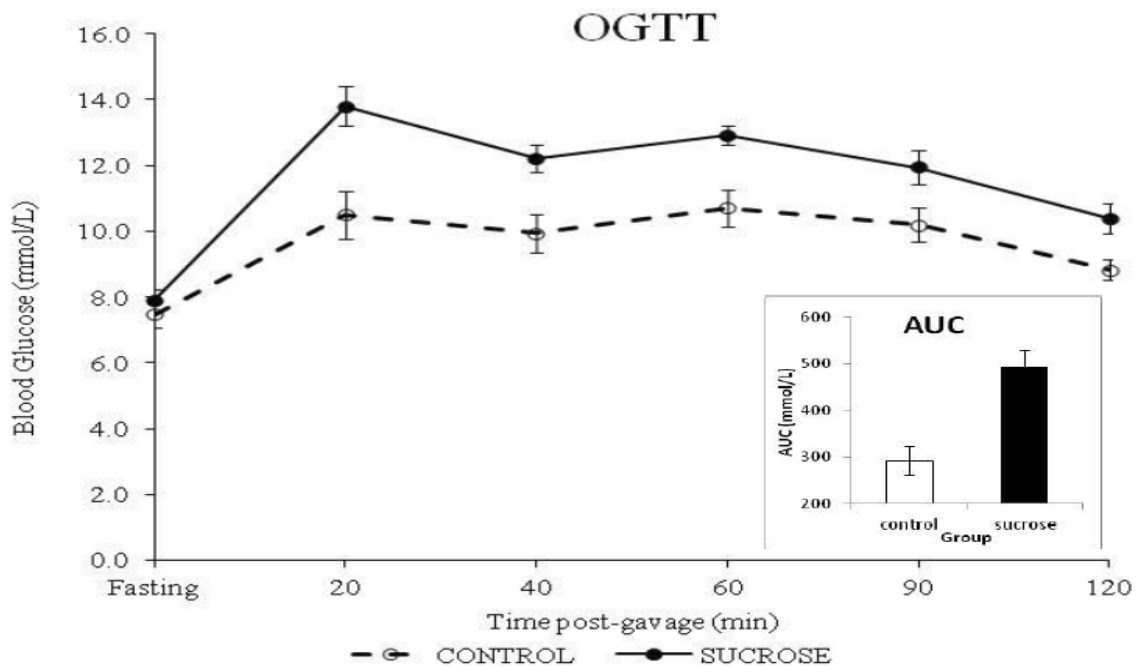 OGTT
16.0
14.0
12.0
10.0
8.0
6.0
4.0
2.0
0.0
Blood Glucose (mmol/L)
Fasting 20 40 60 90 120
Time post-gavage (min)
CONTROL SUCROSE
AUC
600
500
400
300
200
AUC (mmol/L)
control sucrose
Group